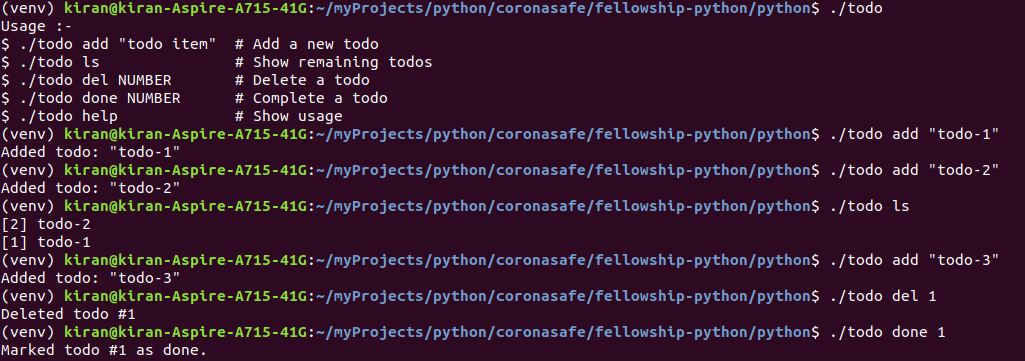 (venv) kiran@kiran-Aspire-A715-41G:~/myProjects/python/coronasafe/fellowship-python/python$ ./todo
Usage :-
$ ./todo add "todo item"  # Add a new todo
$ ./todo ls               # Show remaining todos
$ ./todo del NUMBER       # Delete a todo
$ ./todo done NUMBER      # Complete a todo
$ ./todo help             # Show usage
(venv) kiran@kiran-Aspire-A715-41G:~/myProjects/python/coronasafe/fellowship-python/python$ ./todo add "todo-1"
Added todo: "todo-1"
(venv) kiran@kiran-Aspire-A715-41G:~/myProjects/python/coronasafe/fellowship-python/python$ ./todo add "todo-2"
Added todo: "todo-2"
(venv) kiran@kiran-Aspire-A715-41G:~/myProjects/python/coronasafe/fellowship-python/python$ ./todo ls
[2] todo-2
[1] todo-1
(venv) kiran@kiran-Aspire-A715-41G:~/myProjects/python/coronasafe/fellowship-python/python$ ./todo add "todo-3"
Added todo: "todo-3"
(venv) kiran@kiran-Aspire-A715-41G:~/myProjects/python/coronasafe/fellowship-python/python$ ./todo del 1
Deleted todo #1
(venv) kiran@kiran-Aspire-A715-41G:~/myProjects/python/coronasafe/fellowship-python/python$ ./todo done 1
Marked todo #1 as done.